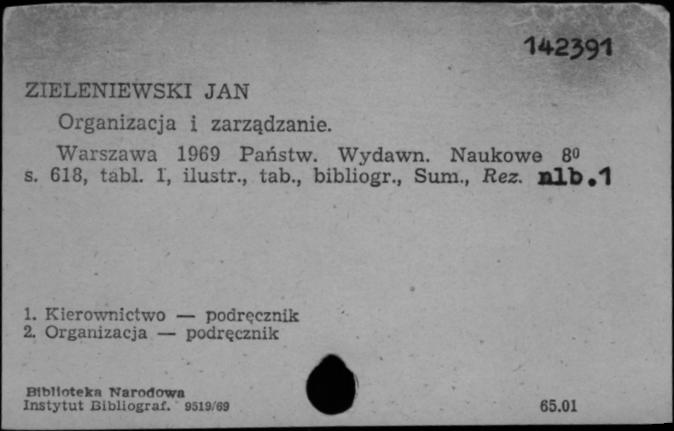 142391
ZIELENIEWSKI JAN
Organizacja i zarządzanie.
Warszawa 1969 Państw. Wydawn. Naukowe 8⁰
s. 618, tabl. 1, ilustr., tab., bibliogr., Sum., Rez. nlb.1
1. Kierownictwo — podręcznik
2. Organizacja — podręcznik
Biblioteka Narodowa
Instytut Bibliograf. 9519/69
65.01